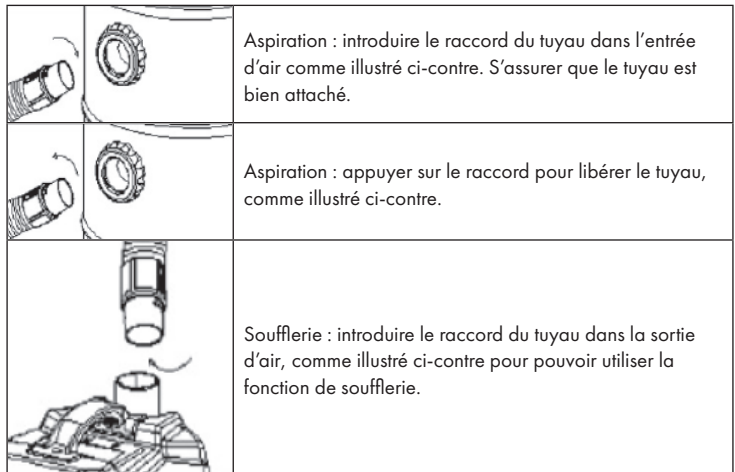 Aspiration : introduire le raccord du tuyau dans l’entrée
d’air comme illustré ci-contre. S’assurer que le tuyau est
bien attaché.
Aspiration : appuyer sur le raccord pour libérer le tuyau,
comme illustré ci-contre.
Soufflerie : introduire le raccord du tuyau dans la sortie
d’air, comme illustré ci-contre pour pouvoir utiliser la
fonction de soufflerie.